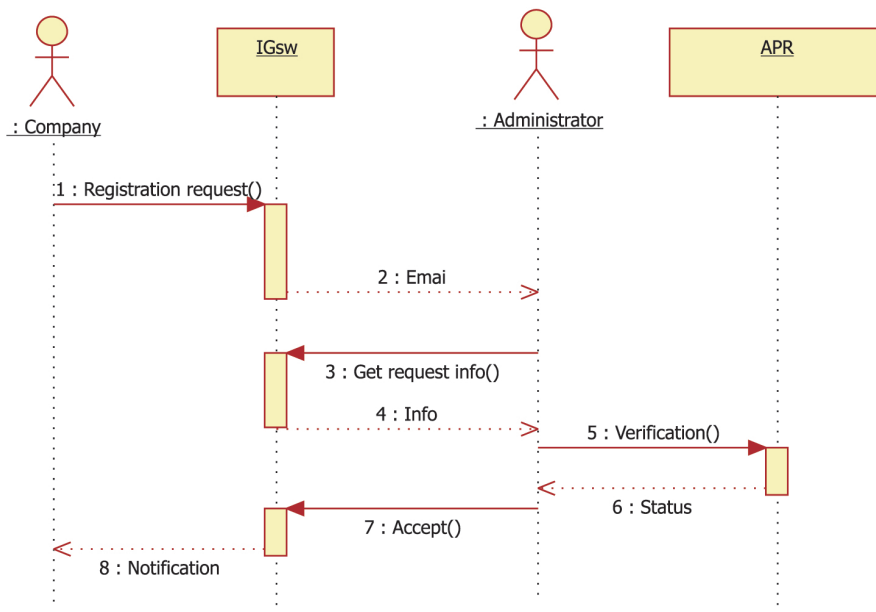 IGsw
APR
: Company
: Administrator
1 : Registration request()
2 : Emai
3 : Get request info()
4 : Info
5 : Verification()
6 : Status
7 : Accept()
8 : Notification